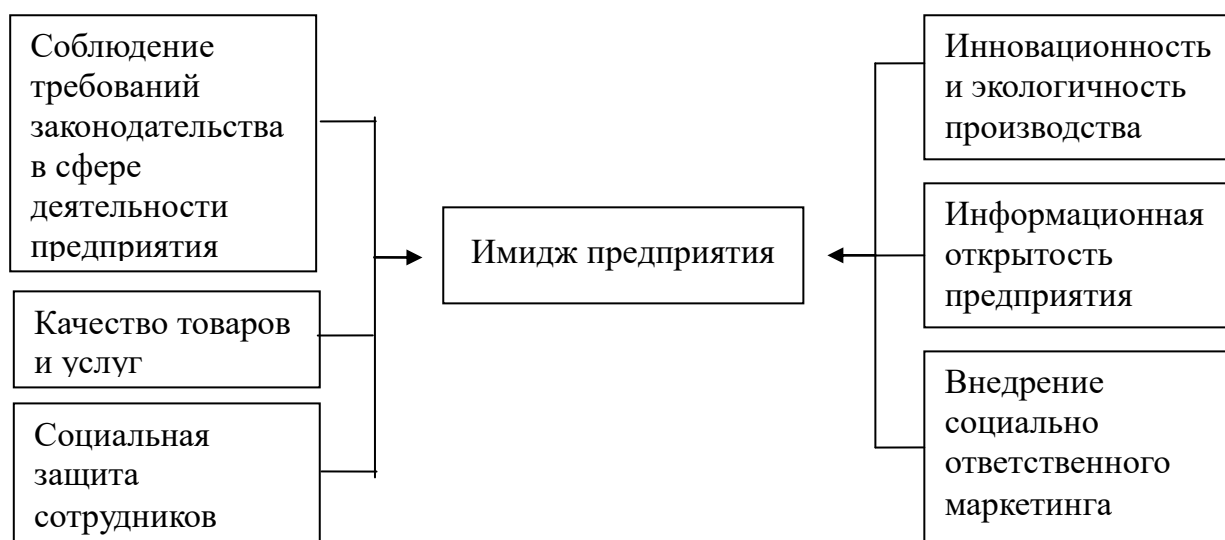 Соблюдение
требований
законодательства
в сфере
деятельности
предприятия
Качество товаров
и услуг
Социальная
защита
сотрудников
Имидж предприятия
Инновационность
и экологичность
производства
Информационная
открытость
предприятия
Внедрение
социально
ответственного
маркетинга